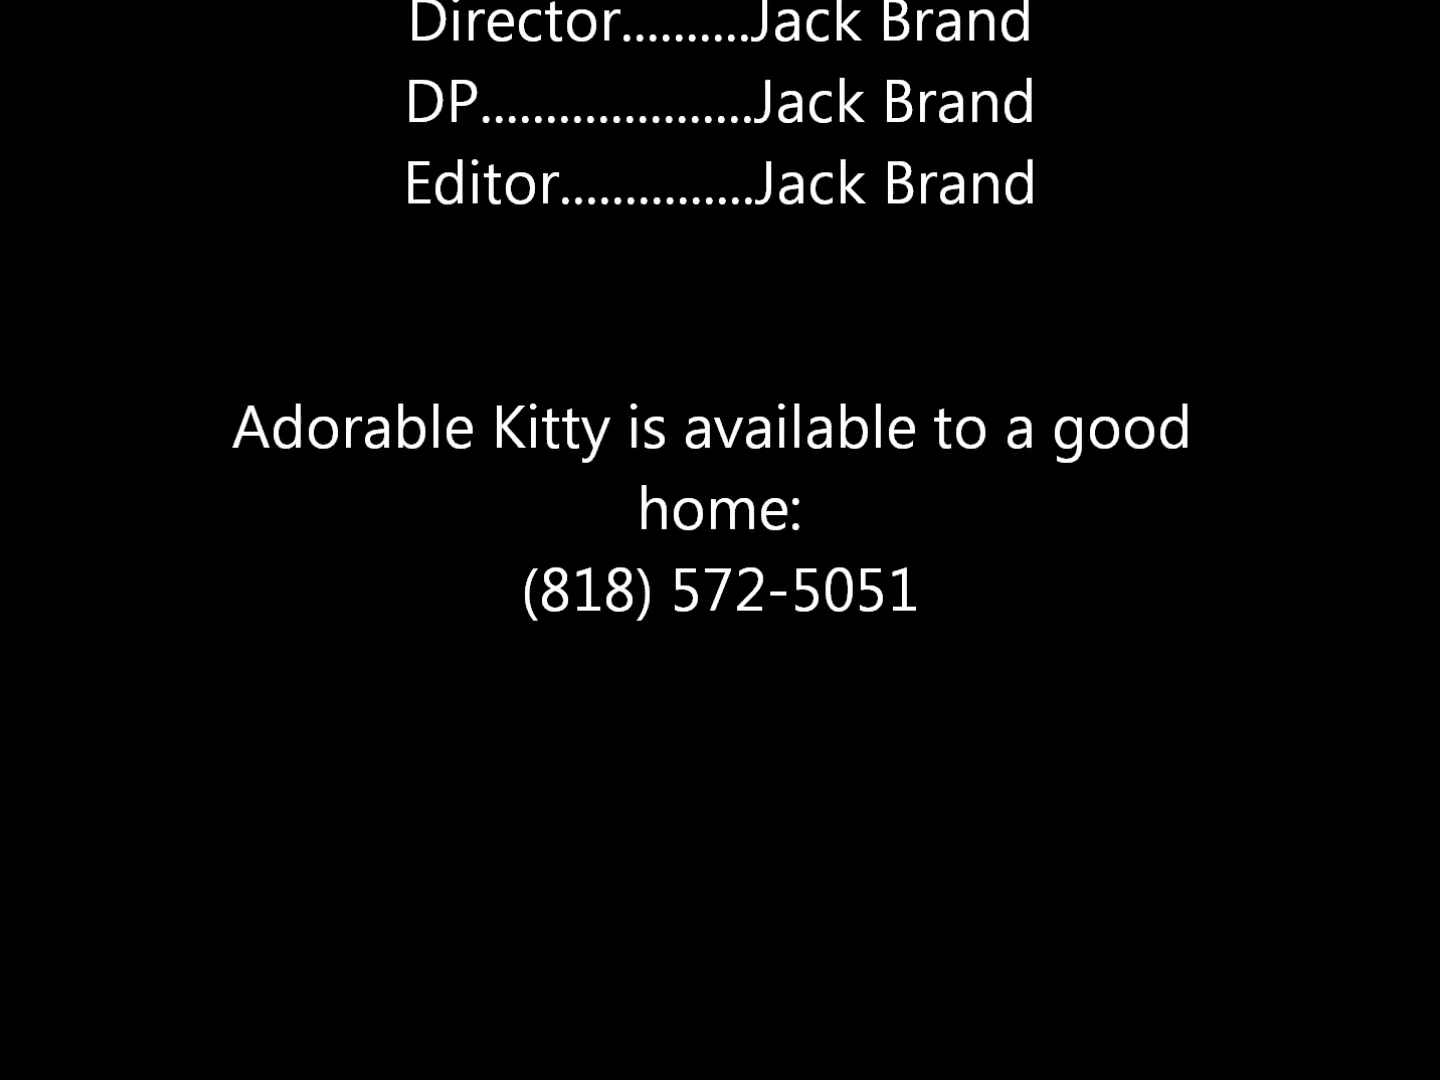 Director..........Jack Brand
DP.....................Jack Brand
Editor...............Jack Brand
Adorable Kitty is available to a good
home:
(818) 572-5051